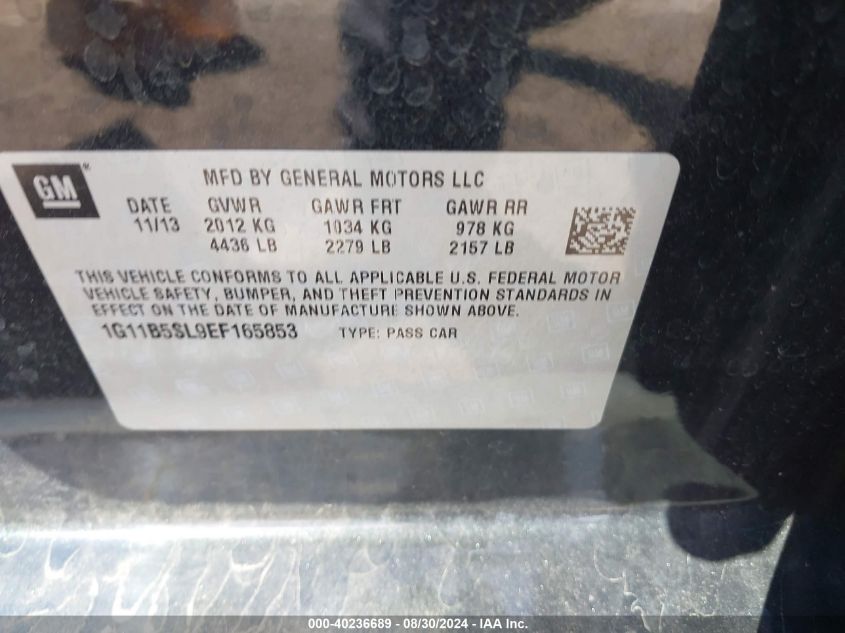 GM
MFD BY GENERAL MOTORS LLC
DATE GVWR GAWR FRT GAWR RR
11/13 2012 KG 1034 KG 978 KG
4436 LB 2279 LB 2157 LB
THIS VEHICLE CONFORMS TO ALL APPLICABLE U.S. FEDERAL MOTOR
VEHICLE SAFETY, BUMPER, AND THEFT PREVENTION STANDARDS IN
EFFECT ON THE DATE OF MANUFACTURE SHOWN ABOVE.
1G11B5SL9EF165853 TYPE: PASS CAR
000-40236689 - 08/30/2024 - IAA Inc.